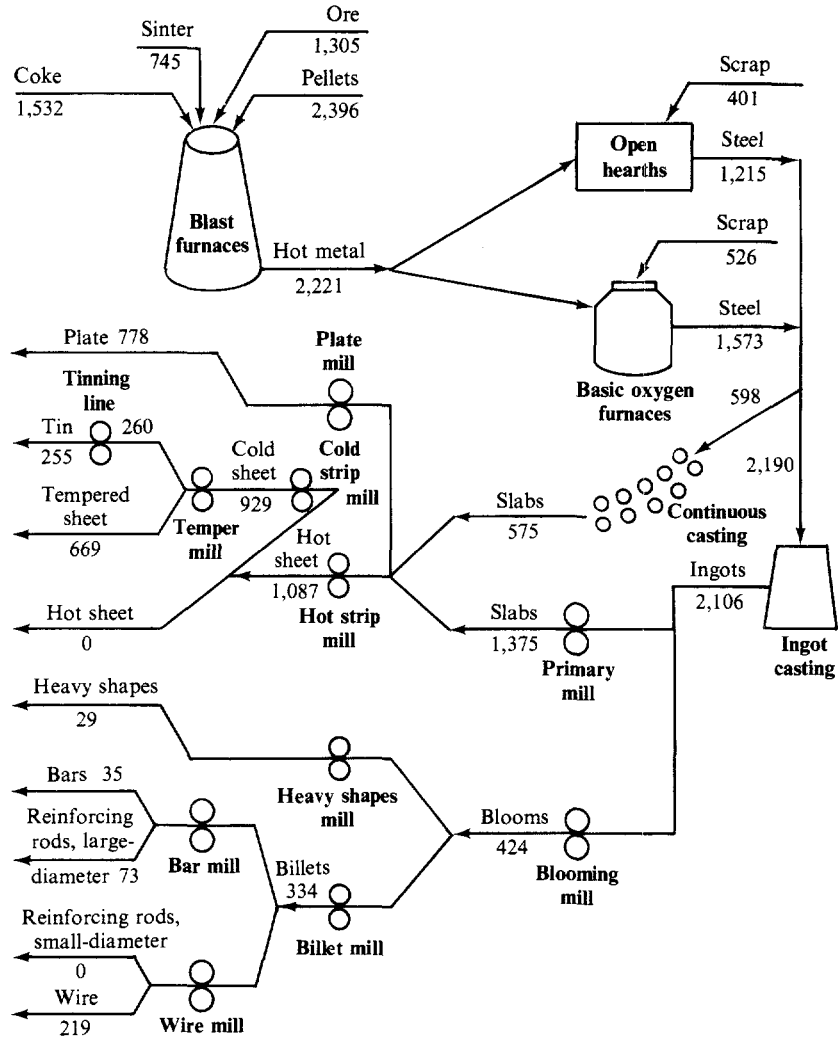 Ore
1,305
Sinter
745
Coke
1,532
Pellets
2,396
Blast
furnaces
Hot metal
2,221
Scrap
401
Open
hearths
Steel
1,215
Scrap
526
Steel
1,573
Basic oxygen
furnaces
598
2,190
Continuous
casting
Slabs
575
Ingots
2,106
Ingot
casting
Slabs
1,375
Primary
mill
Plate 778
Plate
mill
Tinning
line
Tin
255
260
Cold
sheet
929
Cold
strip
mill
Tempered
sheet
669
Temper
mill
Hot
sheet
1,087
Hot strip
mill
Hot sheet
0
Heavy shapes
29
Heavy shapes
mill
Blooms
424
Blooming
mill
Bars 35
Reinforcing
rods, large-
diameter 73
Bar mill
Billets
334
Billet mill
Reinforcing rods,
small-diameter
0
Wire
219
Wire mill